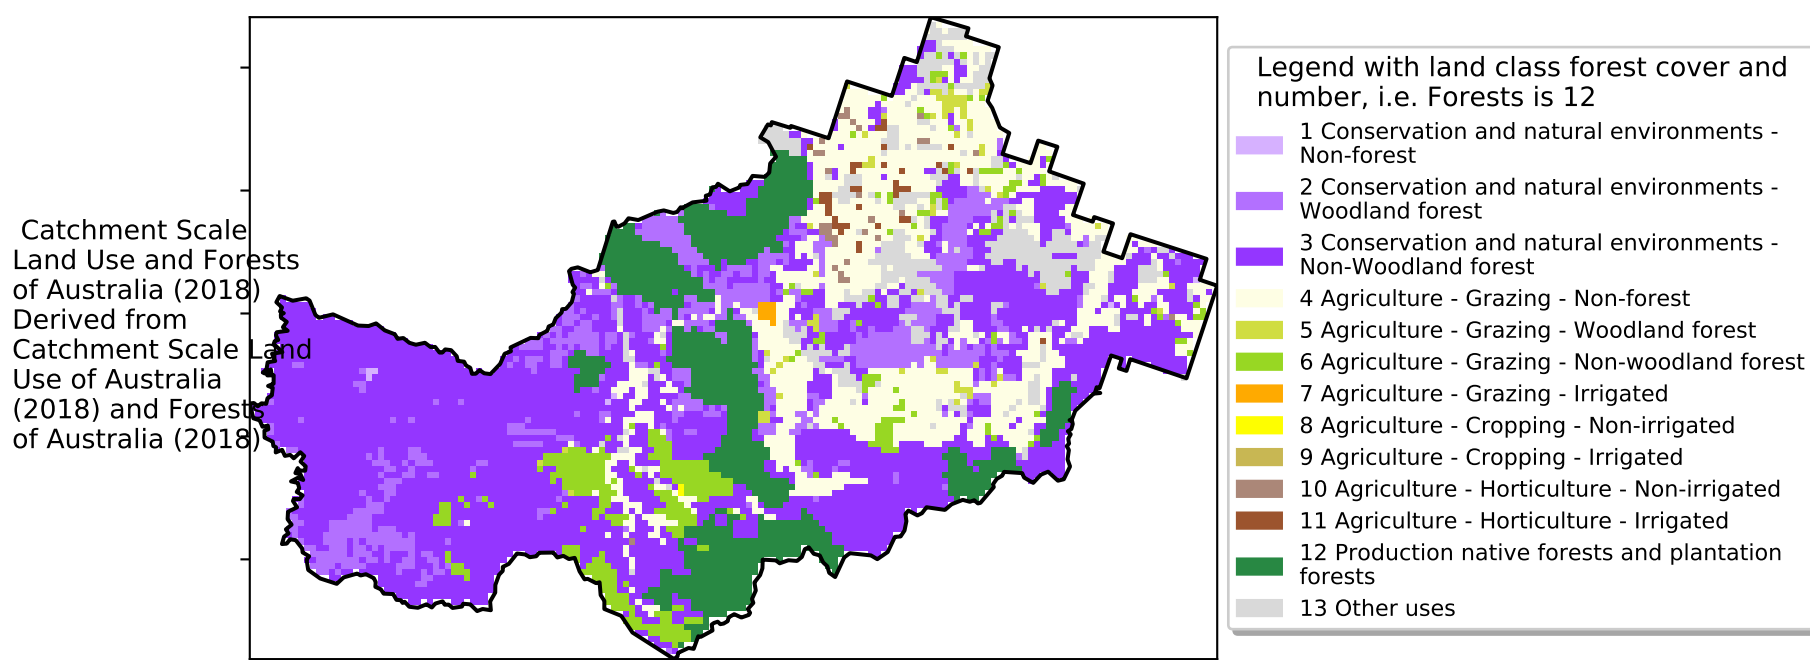 Catchment Scale
Land Use and Forests
of Australia (2018)
Derived from
Catchment Scale Land
Use of Australia
(2018) and Forests
of Australia (2018)
Legend with land class forest cover and
number, i.e. Forests is 12
1 Conservation and natural environments -
Non-forest
2 Conservation and natural environments -
Woodland forest
3 Conservation and natural environments -
Non-Woodland forest
4 Agriculture - Grazing - Non-forest
5 Agriculture - Grazing - Woodland forest
6 Agriculture - Grazing - Non-woodland forest
7 Agriculture - Grazing - Irrigated
8 Agriculture - Cropping - Non-irrigated
9 Agriculture - Cropping - Irrigated
10 Agriculture - Horticulture - Non-irrigated
11 Agriculture - Horticulture - Irrigated
12 Production native forests and plantation
forests
13 Other uses